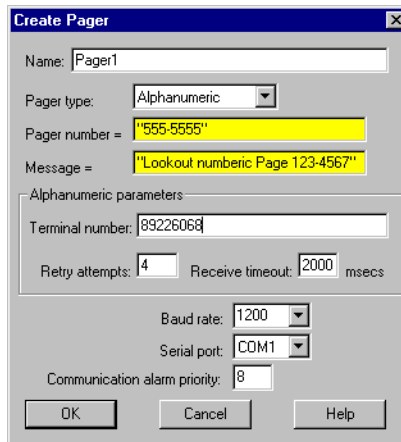 Create Pager
Name: Pager1
Pager type: Alphanumeric
Pager number = "555-5555"
Message = "Lookout numberic Page 123-4567"
Alphanumeric parameters
Terminal number: 89226068
Retry attempts: 4 Receive timeout: 2000 msecs
Baud rate: 1200
Serial port: COM1
Communication alarm priority: 8
OK Cancel Help